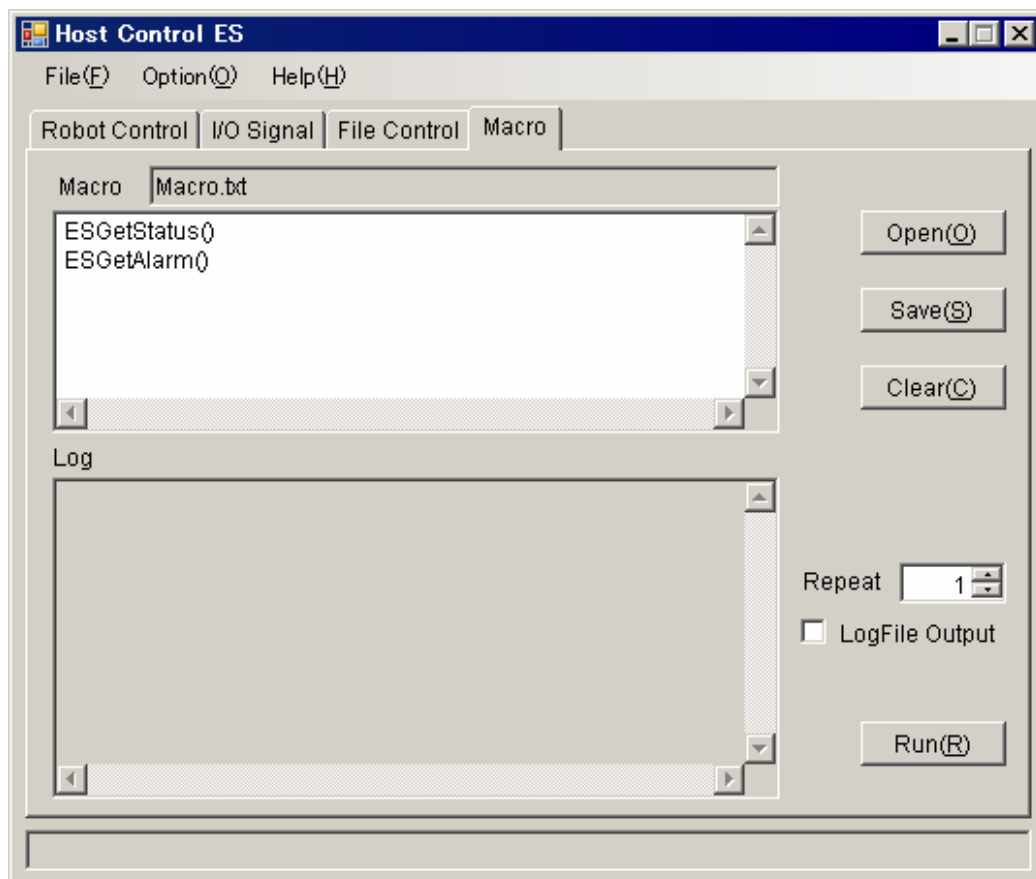 Host Control ES
File(F) Option(O) Help(H)
Robot Control I/O Signal File Control Macro
Macro Macro.txt
ESGetStatus()
ESGetAlarm()
Open(O)
Save(S)
Clear(C)
Log
Repeat 1
LogFile Output
Run(R)